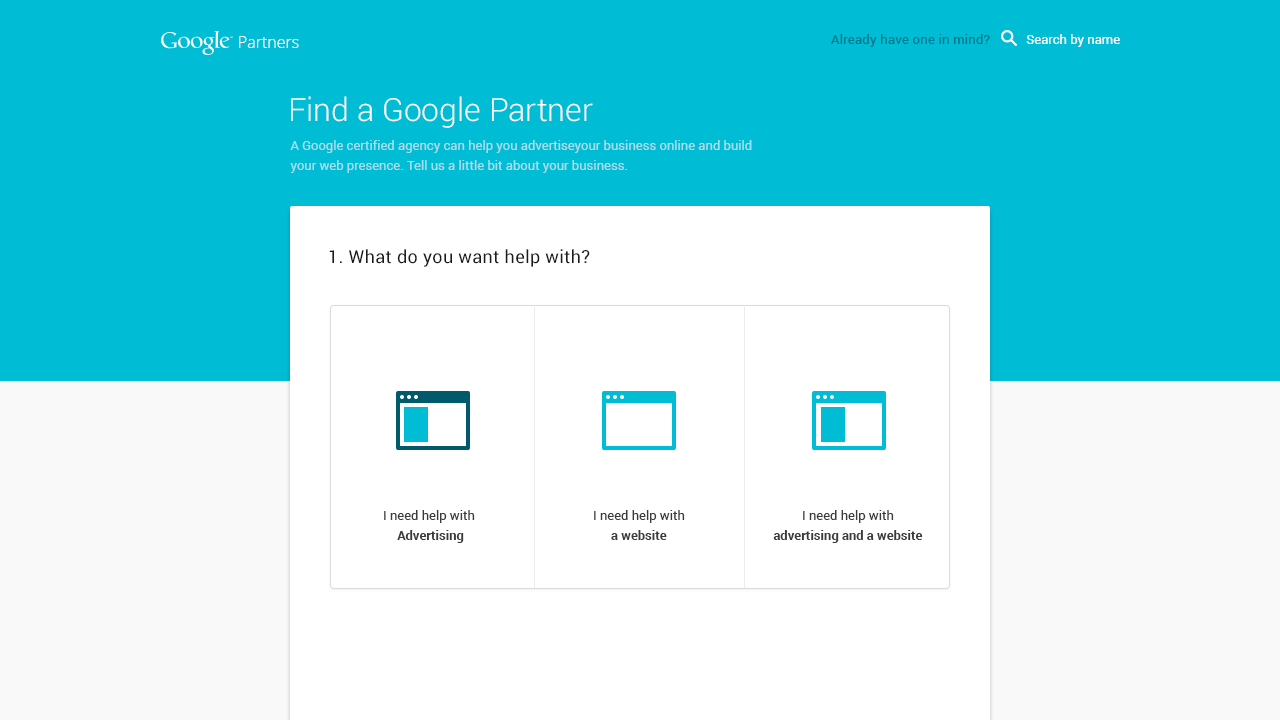 Google™ Partners
Already have one in mind? Search by name
Find a Google Partner
A Google certified agency can help you advertiseyour business online and build
your web presence. Tell us a little bit about your business.
1. What do you want help with?
I need help with
Advertising
I need help with
a website
I need help with
advertising and a website